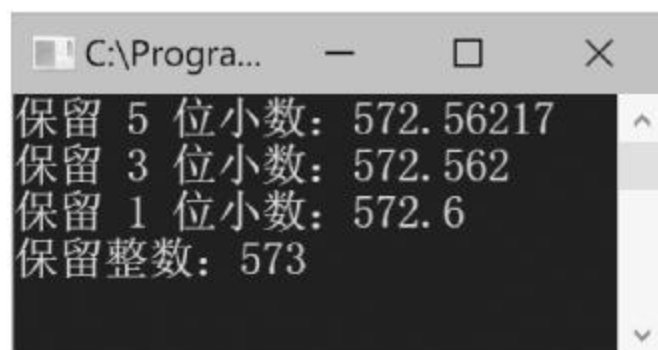 C:\Progra...
保留 5 位小数：572.56217
保留 3 位小数：572.562
保留 1 位小数：572.6
保留整数：573